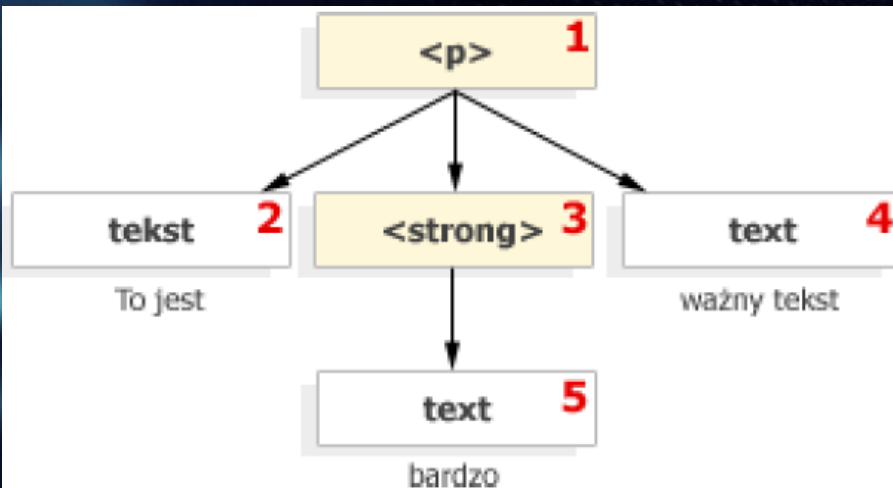 <p> 1
tekst 2
<strong> 3
text 4
To jest
ważny tekst
text 5
bardzo